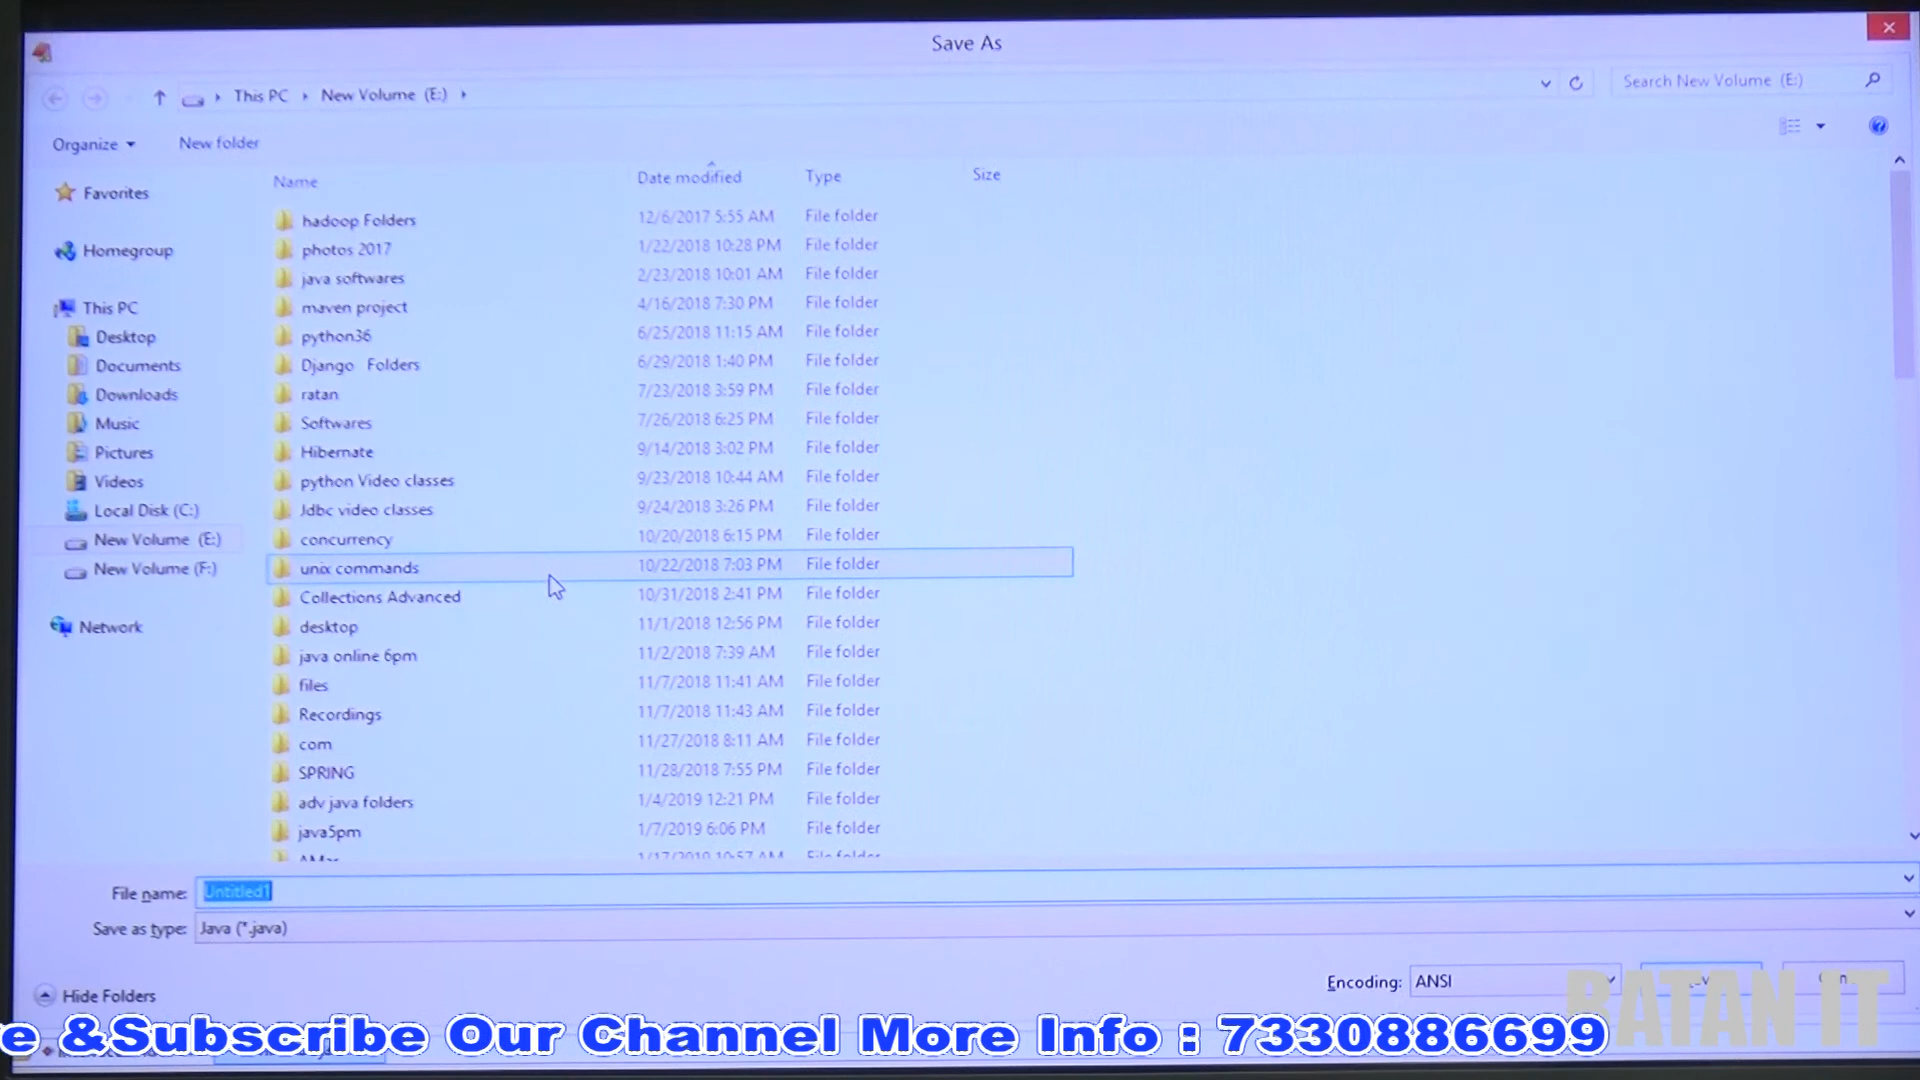 Save As
This PC New Volume (E:)
Search New Volume (E:)
Organize New folder
Name Date modified Type Size
Favorites
Homegroup
This PC
Desktop
Documents
Downloads
Music
Pictures
Videos
Local Disk (C:)
New Volume (E:)
New Volume (F:)
Network
hadoop Folders 12/6/2017 5:55 AM File folder
photos 2017 1/22/2018 10:28 PM File folder
java softwares 2/23/2018 10:01 AM File folder
maven project 4/16/2018 7:30 PM File folder
python36 6/25/2018 11:15 AM File folder
Django Folders 6/29/2018 1:40 PM File folder
ratan 7/23/2018 3:59 PM File folder
Softwares 7/26/2018 6:25 PM File folder
Hibernate 9/14/2018 3:02 PM File folder
python Video classes 9/23/2018 10:44 AM File folder
Jdbc video classes 9/24/2018 3:26 PM File folder
concurrency 10/20/2018 6:15 PM File folder
unix commands 10/22/2018 7:03 PM File folder
Collections Advanced 10/31/2018 2:41 PM File folder
desktop 11/1/2018 12:56 PM File folder
java online 6pm 11/2/2018 7:39 AM File folder
files 11/7/2018 11:41 AM File folder
Recordings 11/7/2018 11:43 AM File folder
com 11/27/2018 8:11 AM File folder
SPRING 11/28/2018 7:55 PM File folder
adv java folders 1/4/2019 12:21 PM File folder
java5pm 1/7/2019 6:06 PM File folder
1/17/2019 10:57 AM File folder
File name: Untitled1
Save as type: Java (*.java)
Encoding: ANSI
Hide Folders
RATAN IT
e &Subscribe Our Channel More Info : 7330886699